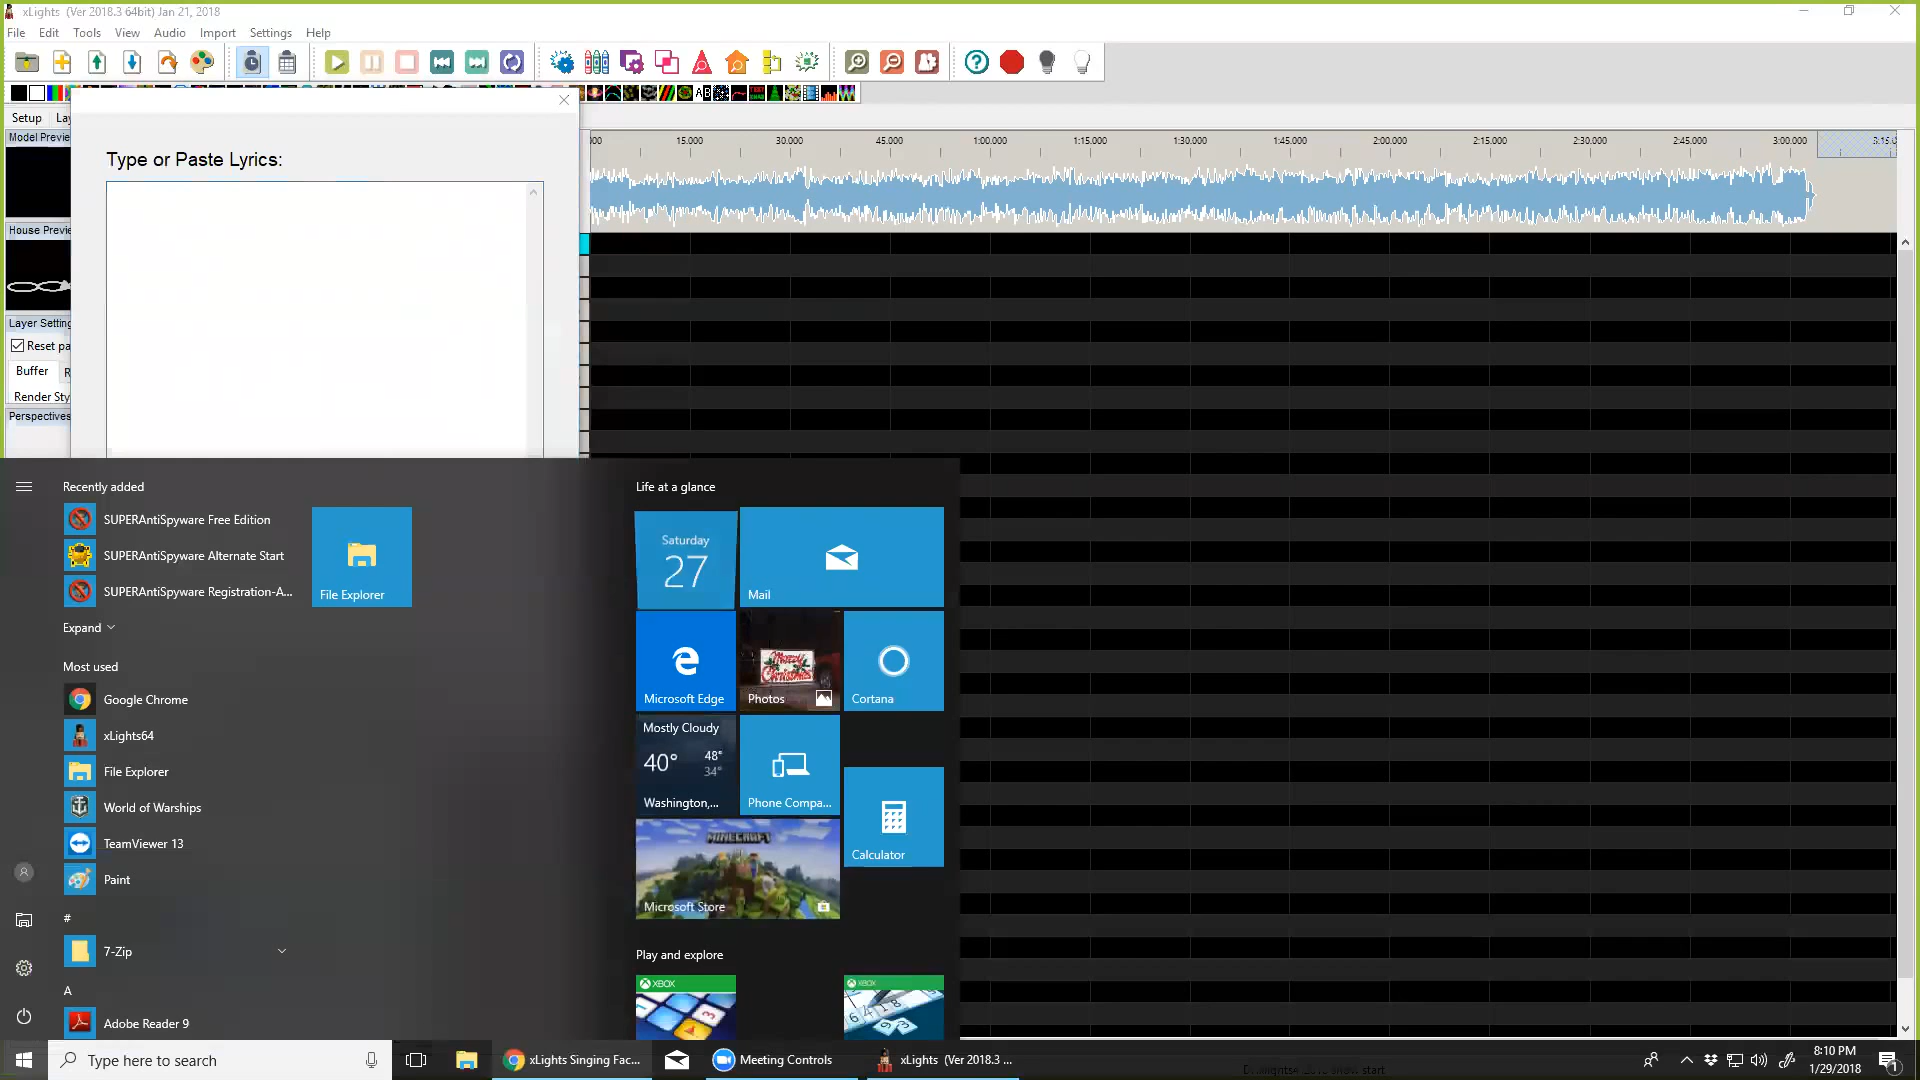 xLights (Ver 2018.3 64bit) Jan 21, 2018
File Edit Tools View Audio Import Settings Help
Setup Lay
Model Previe
15.000 30.000 45.000 1:00.000 1:15.000 1:30.000 1:45.000 2:00.000 2:15.000 2:30.000 2:45.000 3:00.000
Type or Paste Lyrics:
House Previe
Layer Setting
Reset pa
Buffer R
Render Sty
Perspectives
Recently added
SUPERAntiSpyware Free Edition
SUPERAntiSpyware Alternate Start
SUPERAntiSpyware Registration-A...
File Explorer
Expand
Most used
Google Chrome
xLights64
File Explorer
World of Warships
TeamViewer 13
Paint
#
7-Zip
A
Adobe Reader 9
Life at a glance
Saturday
27
Mail
Microsoft Edge
Merry Christmas
Photos
Cortana
Mostly Cloudy
40° 48°
34°
Washington,...
Phone Compa...
Calculator
MINECRAFT
Microsoft Store
Play and explore
XBOX
XBOX
Type here to search
xLights Singing Fac...
Meeting Controls
xLights (Ver 2018.3 ...
8:10 PM
1/29/2018
1